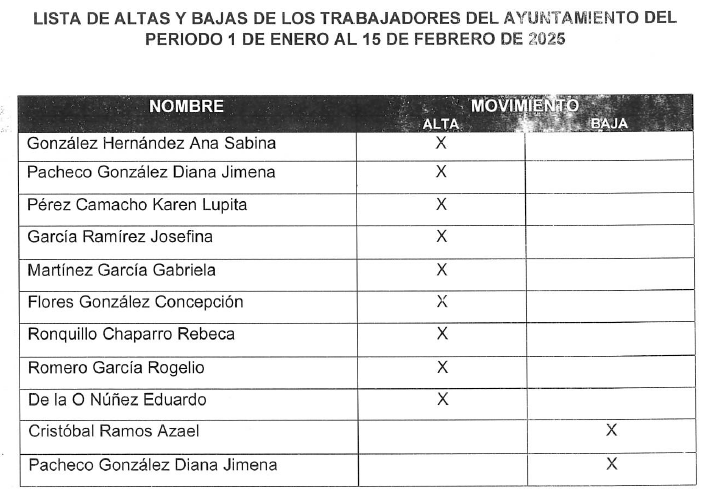 LISTA DE ALTAS Y BAJAS DE LOS TRABAJADORES DEL AYUNTAMIENTO DEL
PERIODO 1 DE ENERO AL 15 DE FEBRERO DE 2025
NOMBRE MOVIMIENTO
ALTA BAJA
González Hernández Ana Sabina X
Pacheco González Diana Jimena X
Pérez Camacho Karen Lupita X
García Ramírez Josefina X
Martínez García Gabriela X
Flores González Concepción X
Ronquillo Chaparro Rebeca X
Romero García Rogelio X
De la O Núñez Eduardo X
Cristóbal Ramos Azael X
Pacheco González Diana Jimena X